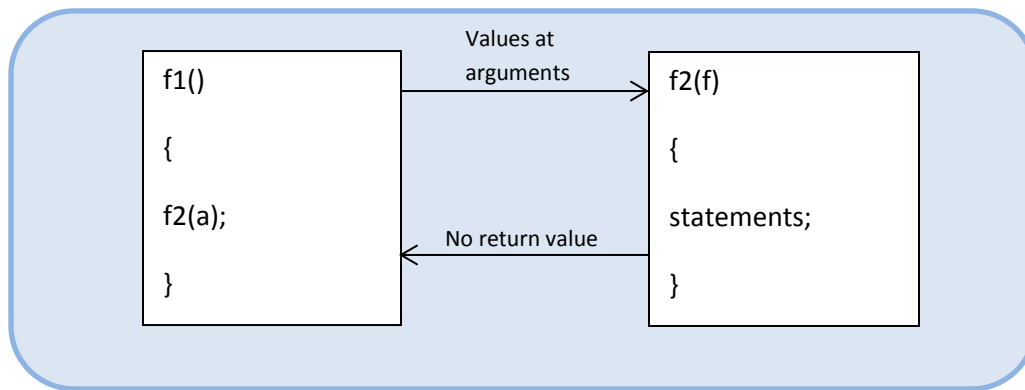 f1()
{
f2(a);
}
Values at
arguments
No return value
f2(f)
{
statements;
}